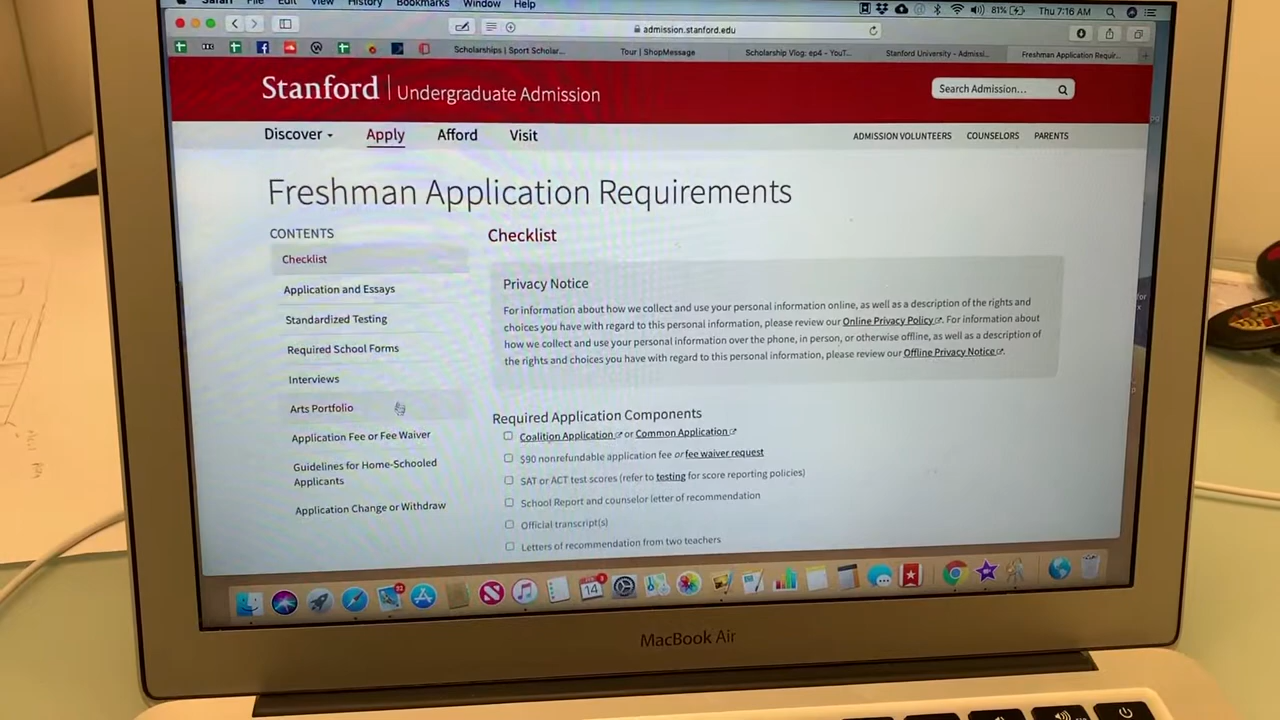 Safari File Edit View History Bookmarks Window Help
81% Thu 7:16 AM
admission.stanford.edu
Scholarships | Sport Scholar... Tour | ShopMessage Scholarship Vlog: ep4 - YouT... Stanford University - Admissi... Freshman Application Requir...
Stanford | Undergraduate Admission
Search Admission...
Discover Apply Afford Visit
ADMISSION VOLUNTEERS COUNSELORS PARENTS
Freshman Application Requirements
CONTENTS
Checklist
Application and Essays
Standardized Testing
Required School Forms
Interviews
Arts Portfolio
Application Fee or Fee Waiver
Guidelines for Home-Schooled
Applicants
Application Change or Withdraw
Checklist
Privacy Notice
For information about how we collect and use your personal information online, as well as a description of the rights and
choices you have with regard to this personal information, please review our Online Privacy Policy. For information about
how we collect and use your personal information over the phone, in person, or otherwise offline, as well as a description of
the rights and choices you have with regard to this personal information, please review our Offline Privacy Notice.
Required Application Components
Coalition Application or Common Application
$90 nonrefundable application fee or fee waiver request
SAT or ACT test scores (refer to testing for score reporting policies)
School Report and counselor letter of recommendation
Official transcript(s)
Letters of recommendation from two teachers
14
MacBook Air